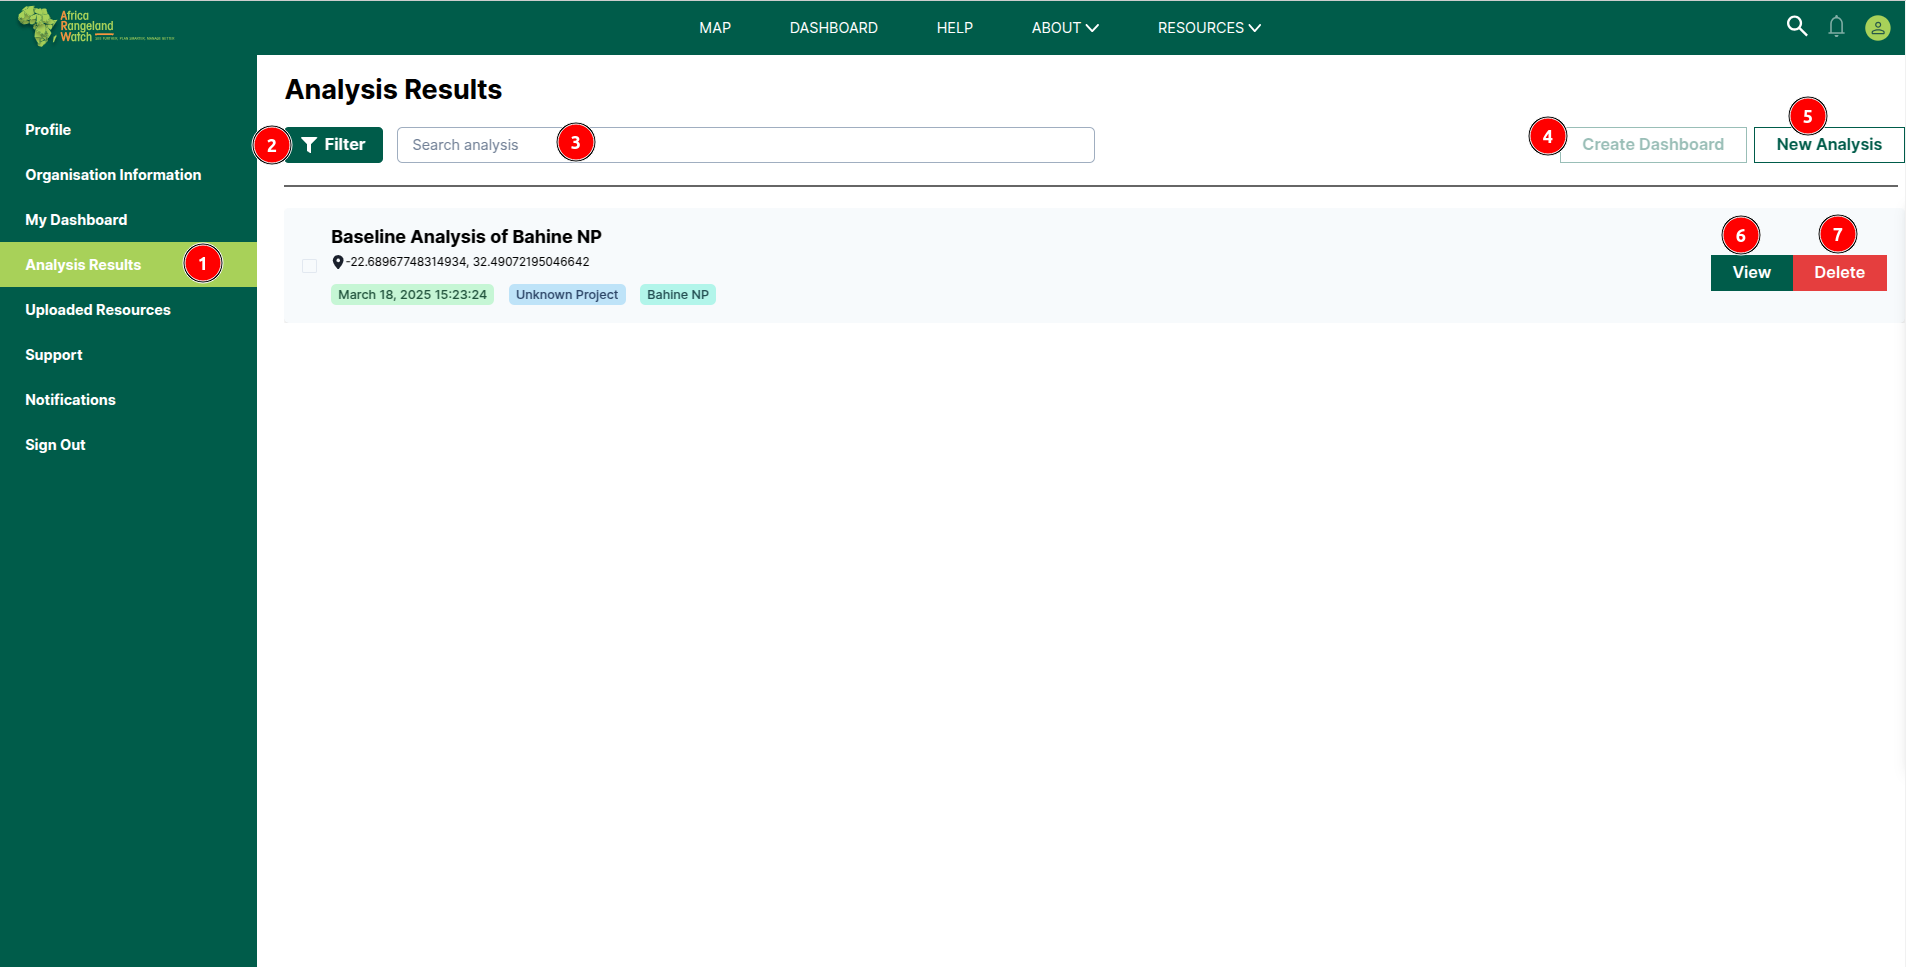 Africa
Rangeland
Watch
MAP
DASHBOARD
HELP
ABOUT
RESOURCES
Profile
Organisation Information
My Dashboard
Analysis Results
1
Uploaded Resources
Support
Notifications
Sign Out
Analysis Results
2
Filter
Search analysis
3
4
Create Dashboard
5
New Analysis
Baseline Analysis of Bahine NP
-22.68967748314934, 32.49072195046642
March 18, 2025 15:23:24
Unknown Project
Bahine NP
6
View
7
Delete